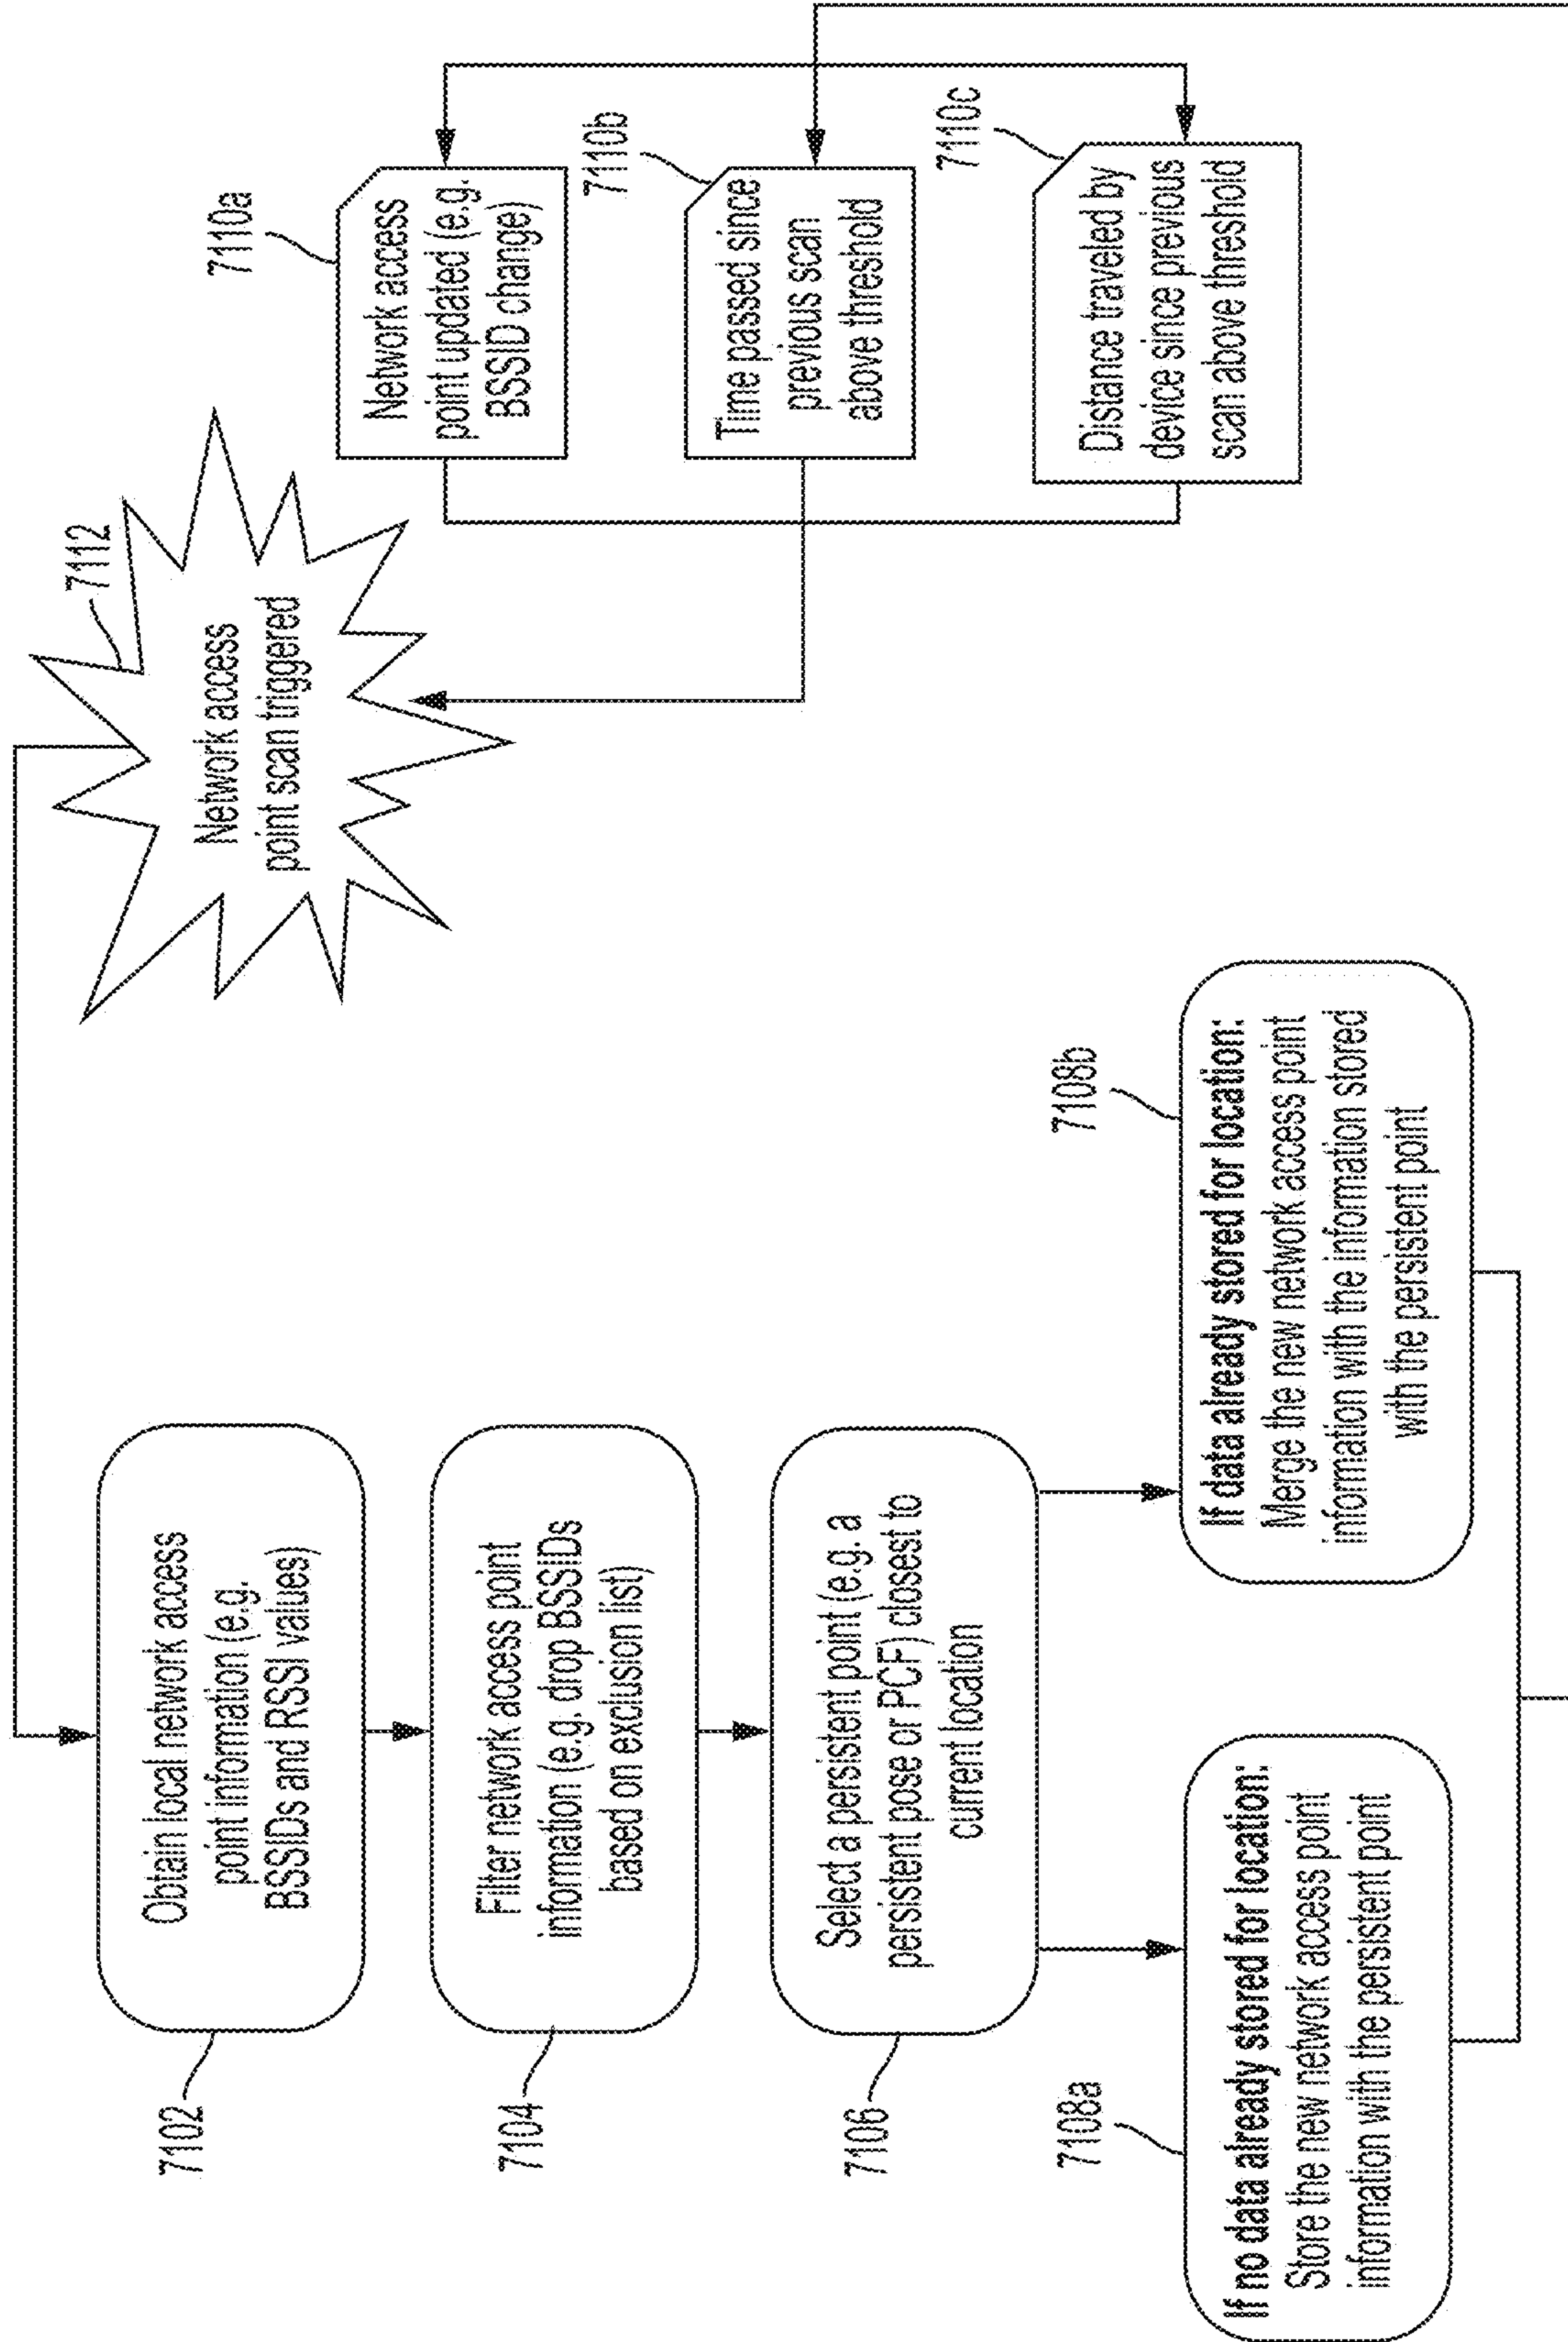 7102
Obtain local network access
point information (e.g.
BSSIDs and RSSI values)
7104
Filter network access point
information (e.g. drop BSSIDs
based on exclusion list)
7106
Select a persistent point (e.g. a
persistent pose or PCF) closest to
current location
7108a
If no data already stored for location:
Store the new network access point
information with the persistent point
7108b
If data already stored for location:
Merge the new network access point
information with the information stored
with the persistent point
7112
Network access
point scan triggered
7110a
Network access
point updated (e.g.
BSSID change)
7110b
Time passed since
previous scan
above threshold
7110c
Distance traveled by
device since previous
scan above threshold